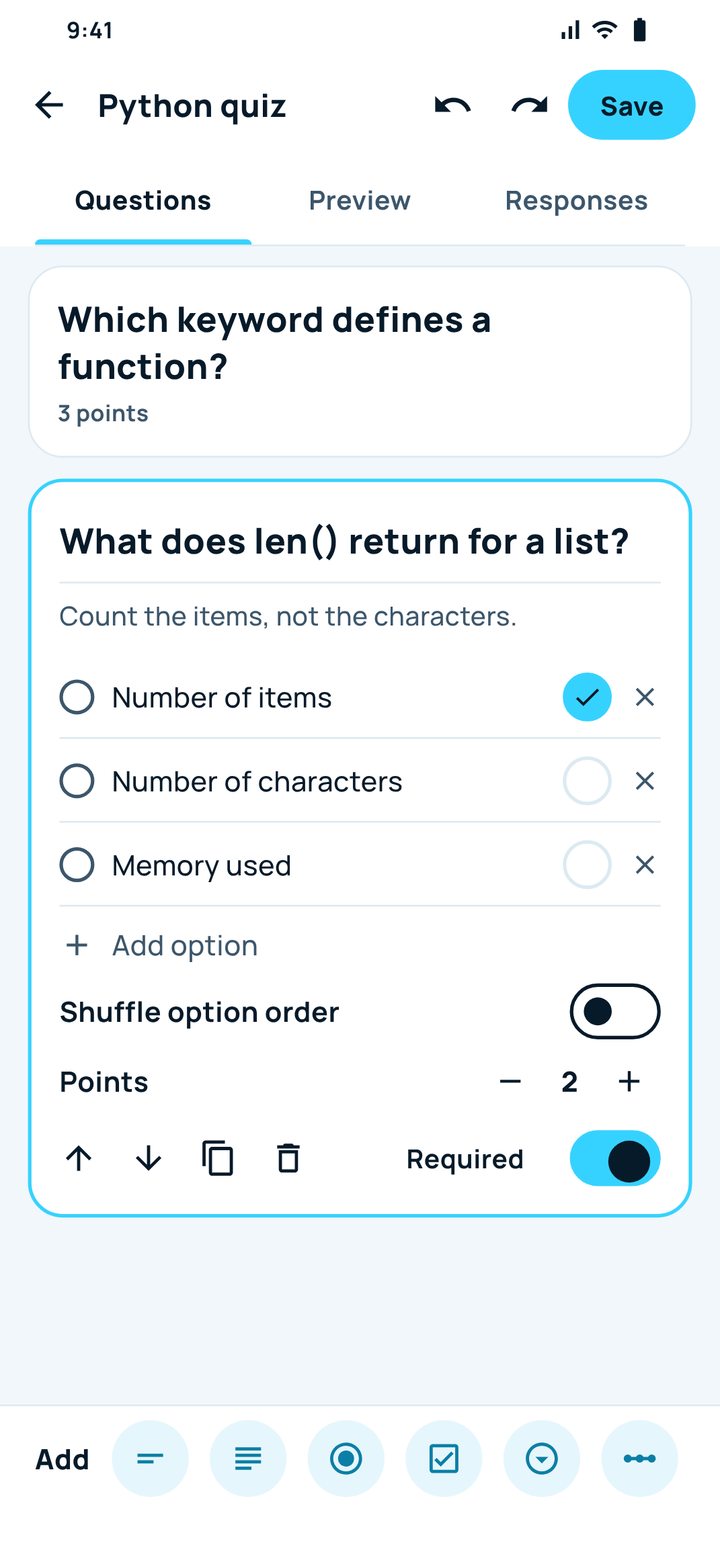 9:41
Python quiz
Save
Questions
Preview
Responses
Which keyword defines a
function?
3 points
What does len() return for a list?
Count the items, not the characters.
Number of items
Number of characters
Memory used
Add option
Shuffle option order
Points
2
Required
Add